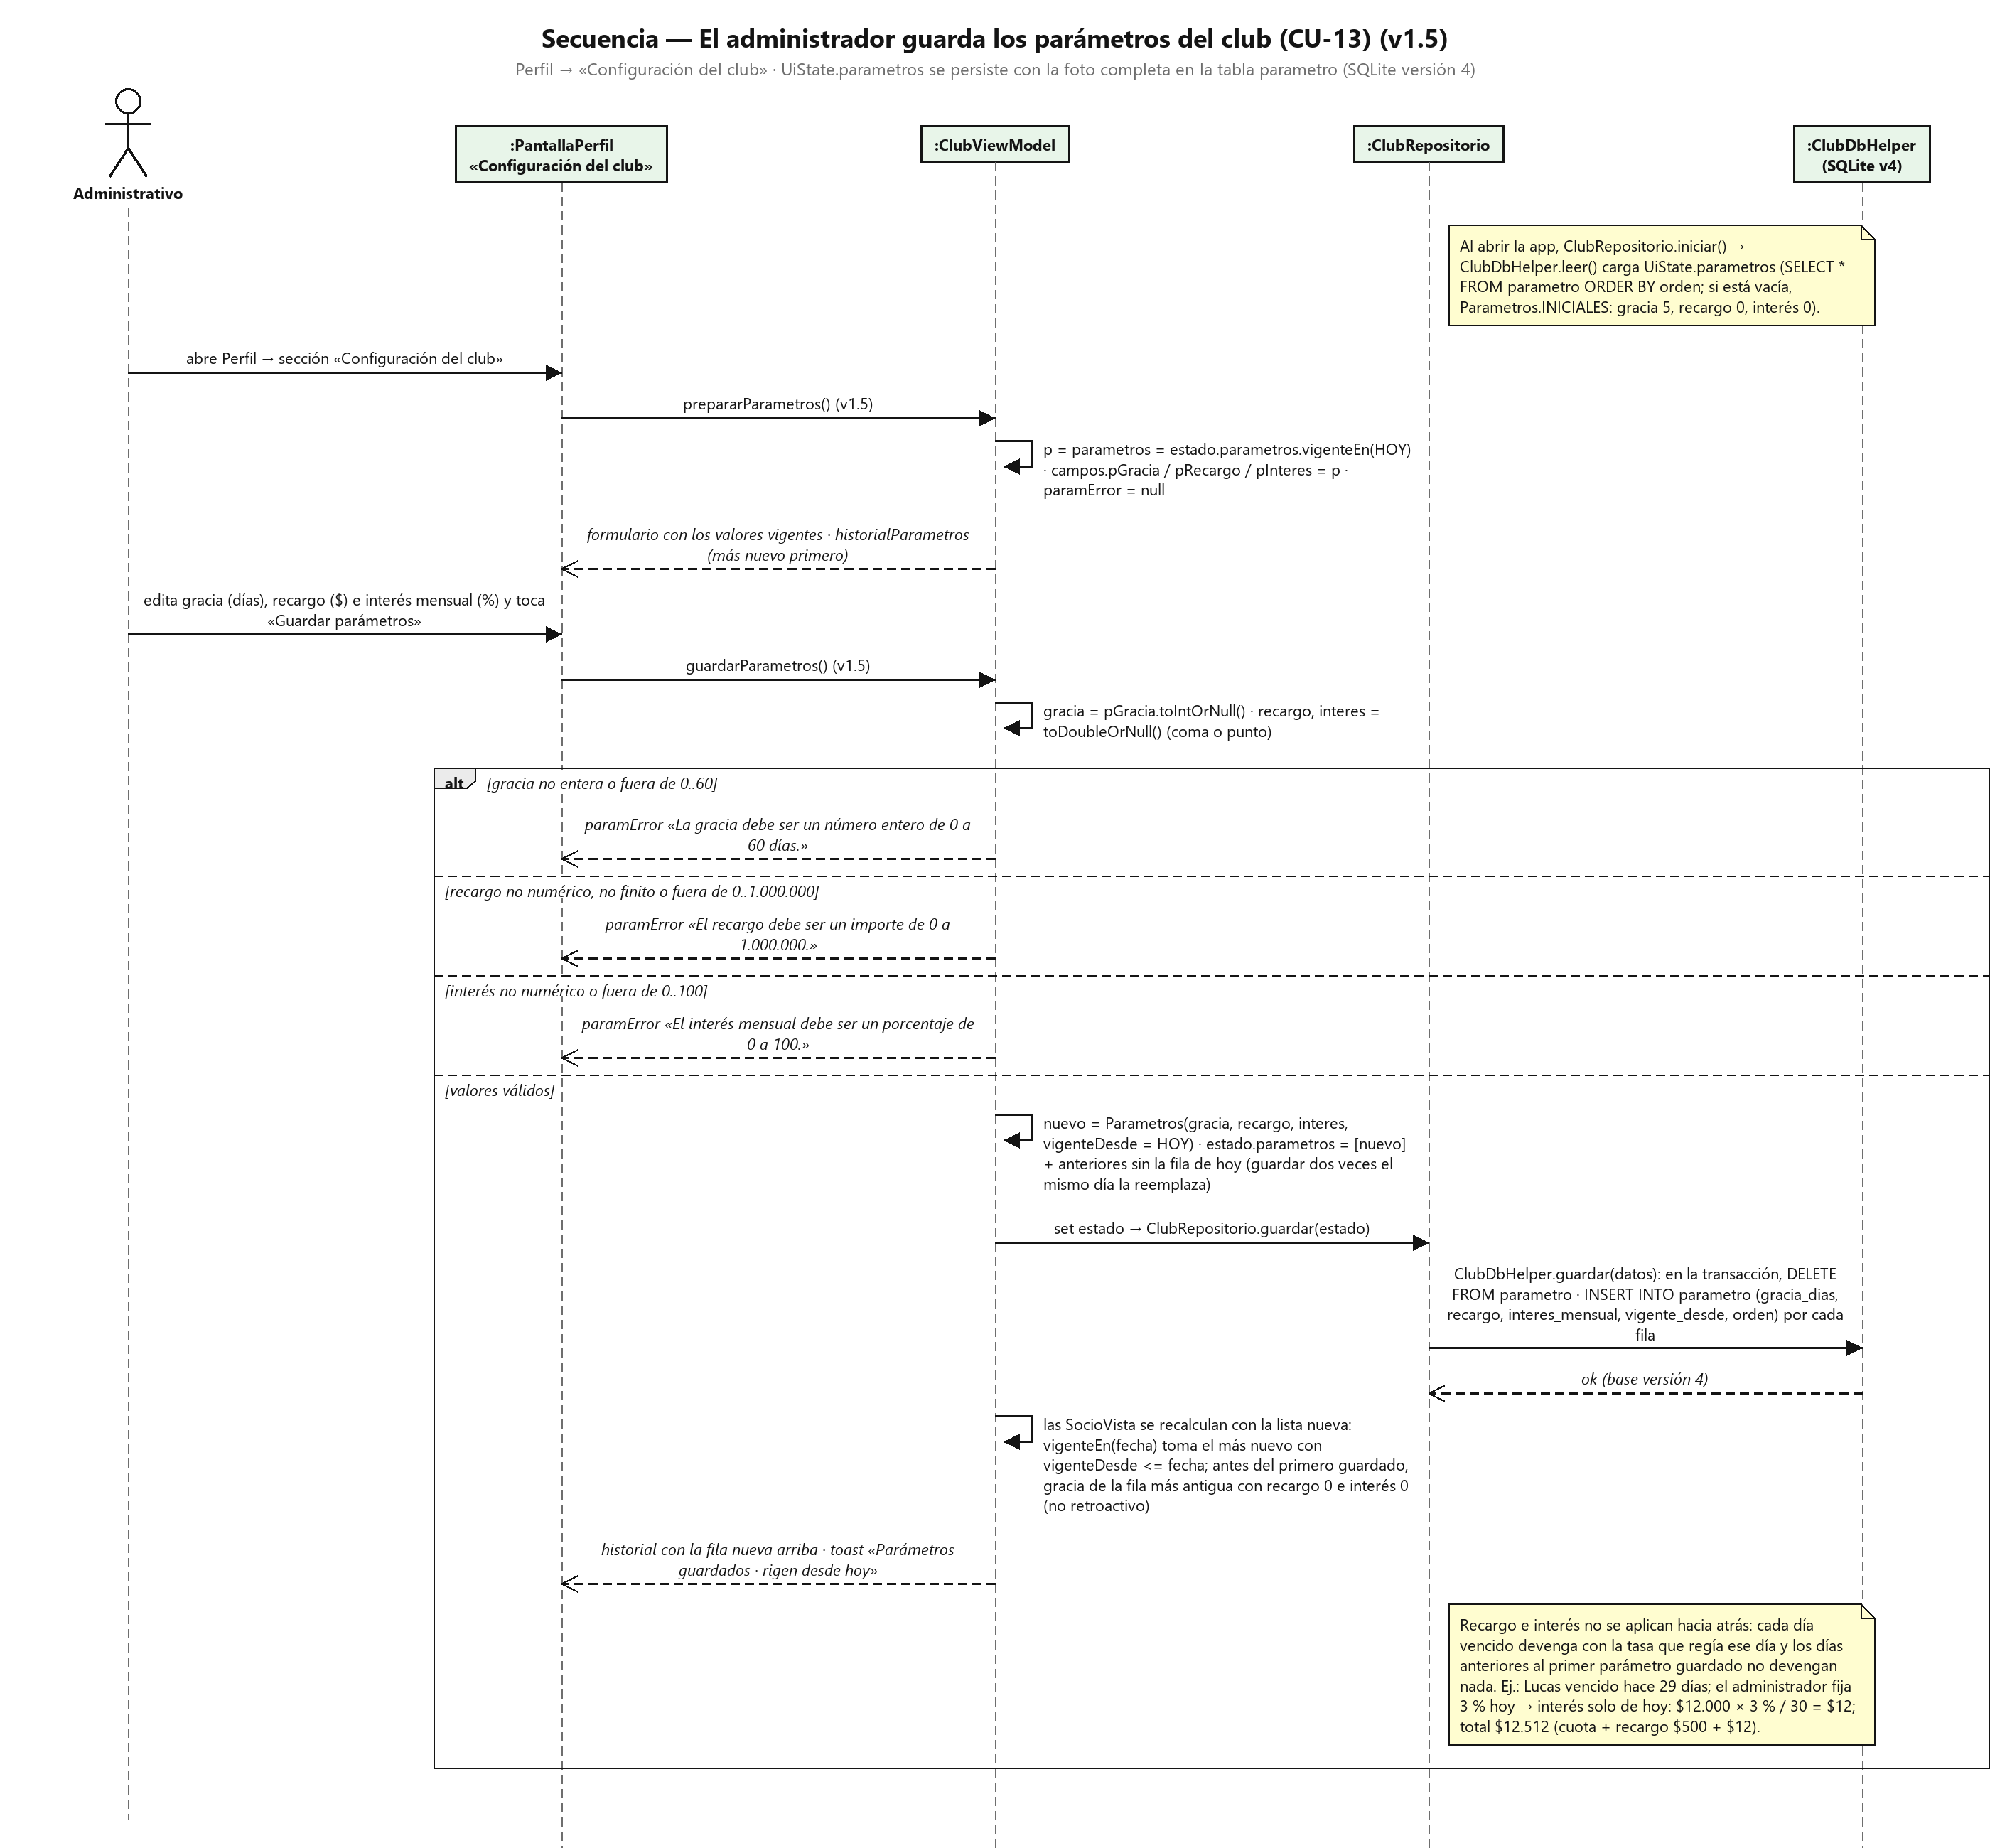 Secuencia — El administrador guarda los parámetros del club (CU-13) (v1.5)
Perfil → «Configuración del club» · UiState.parametros se persiste con la foto completa en la tabla parametro (SQLite versión 4)
Administrativo
:PantallaPerfil
«Configuración del club»
:ClubViewModel
:ClubRepositorio
:ClubDbHelper
(SQLite v4)
Al abrir la app, ClubRepositorio.iniciar() →
ClubDbHelper.leer() carga UiState.parametros (SELECT *
FROM parametro ORDER BY orden; si está vacía,
Parametros.INICIALES: gracia 5, recargo 0, interés 0).
abre Perfil → sección «Configuración del club»
prepararParametros() (v1.5)
p = parametros = estado.parametros.vigenteEn(HOY)
· campos.pGracia / pRecargo / pInteres = p ·
paramError = null
formulario con los valores vigentes · historialParametros
(más nuevo primero)
edita gracia (días), recargo ($) e interés mensual (%) y toca
«Guardar parámetros»
guardarParametros() (v1.5)
gracia = pGracia.toIntOrNull() · recargo, interes =
toDoubleOrNull() (coma o punto)
alt
[gracia no entera o fuera de 0..60]
paramError «La gracia debe ser un número entero de 0 a
60 días.»
[recargo no numérico, no finito o fuera de 0..1.000.000]
paramError «El recargo debe ser un importe de 0 a
1.000.000.»
[interés no numérico o fuera de 0..100]
paramError «El interés mensual debe ser un porcentaje de
0 a 100.»
[valores válidos]
nuevo = Parametros(gracia, recargo, interes,
vigenteDesde = HOY) · estado.parametros = [nuevo]
+ anteriores sin la fila de hoy (guardar dos veces el
mismo día la reemplaza)
set estado → ClubRepositorio.guardar(estado)
ClubDbHelper.guardar(datos): en la transacción, DELETE
FROM parametro · INSERT INTO parametro (gracia_dias,
recargo, interes_mensual, vigente_desde, orden) por cada
fila
ok (base versión 4)
las SocioVista se recalculan con la lista nueva:
vigenteEn(fecha) toma el más nuevo con
vigenteDesde <= fecha; antes del primero guardado,
gracia de la fila más antigua con recargo 0 e interés 0
(no retroactivo)
historial con la fila nueva arriba · toast «Parámetros
guardados · rigen desde hoy»
Recargo e interés no se aplican hacia atrás: cada día
vencido devenga con la tasa que regía ese día y los días
anteriores al primer parámetro guardado no devengan
nada. Ej.: Lucas vencido hace 29 días; el administrador fija
3 % hoy → interés solo de hoy: $12.000 × 3 % / 30 = $12;
total $12.512 (cuota + recargo $500 + $12).